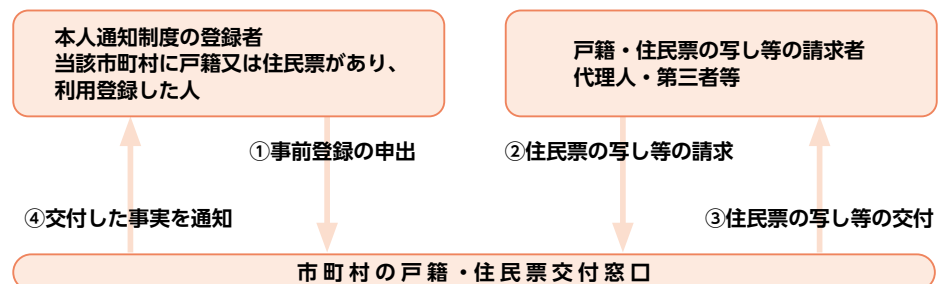 本人通知制度の登録者
当該市町村に戸籍又は住民票があり、
利用登録した人
戸籍・住民票の写し等の請求者
代理人・第三者等
①事前登録の申出
②住民票の写し等の請求
④交付した事実を通知
③住民票の写し等の交付
市町村の戸籍・住民票交付窓口